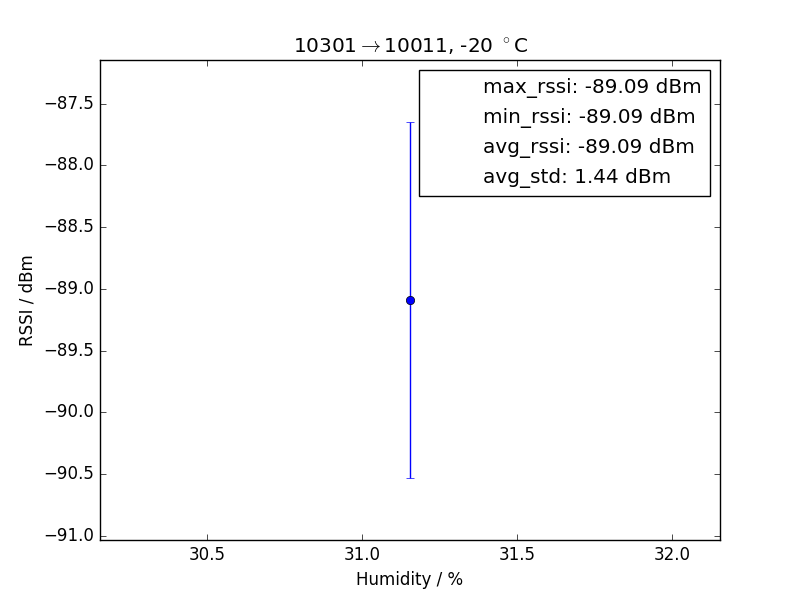 10301→10011, -20 °C
max_rssi: -89.09 dBm
min_rssi: -89.09 dBm
avg_rssi: -89.09 dBm
avg_std: 1.44 dBm
RSSI / dBm
−87.5
−88.0
−88.5
−89.0
−89.5
−90.0
−90.5
−91.0
30.5 31.0 31.5 32.0
Humidity / %